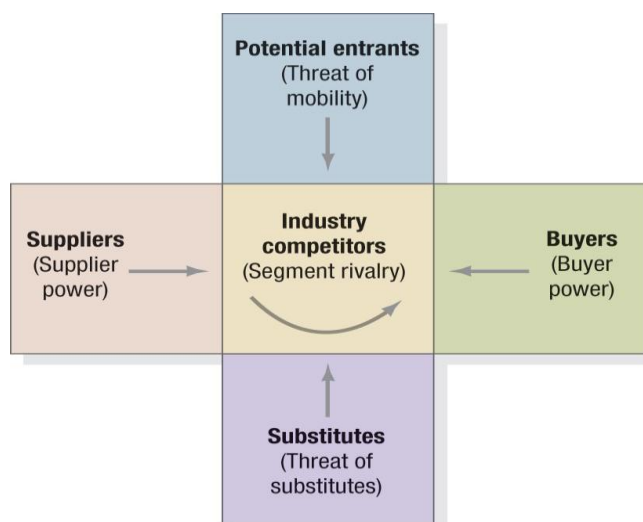 Potential entrants
(Threat of
mobility)
Suppliers
(Supplier
power)
Industry
competitors
(Segment rivalry)
Buyers
(Buyer
power)
Substitutes
(Threat of
substitutes)